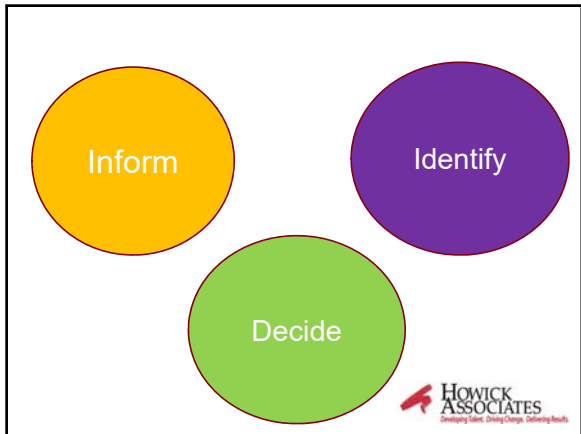 Inform
Identify
Decide
HOWICK
ASSOCIATES
Developing Talent. Driving Change. Delivering Results.